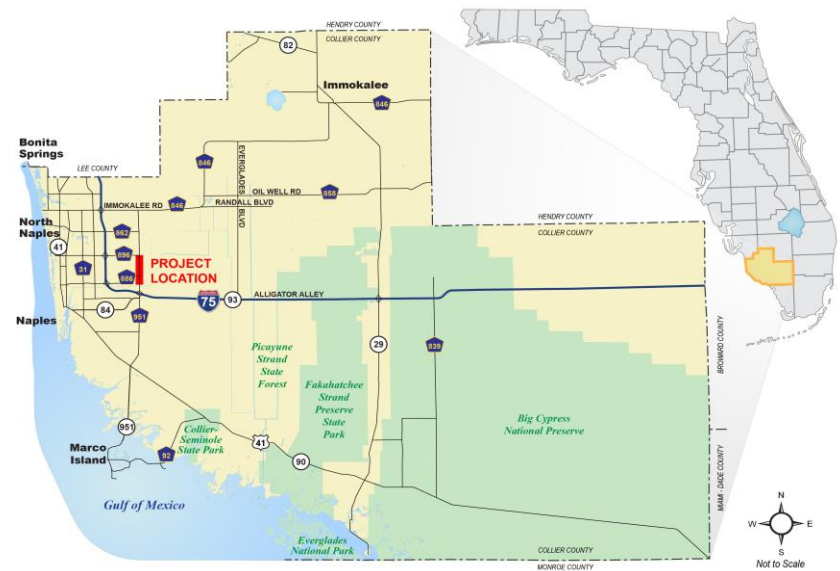 HENDRY COUNTY
COLLIER COUNTY
82
Immokalee
846
Bonita
Springs
LEE COUNTY
846
EVERGLADES
BLVD
OIL WELL RD
858
IMMOKALEE RD
846
RANDALL BLVD
HENDRY COUNTY
COLLIER COUNTY
North
Naples
41
862
896
31
886
PROJECT
LOCATION
75
93
ALLIGATOR ALLEY
84
Naples
951
29
839
BROWARD COUNTY
Picayune
Strand
State
Forest
Fakahatchee
Strand
Preserve
State
Park
Big Cypress
National Preserve
951
Collier-
Seminole
State Park
41
Marco
Island
92
90
MIAMI - DADE COUNTY
Gulf of Mexico
Everglades
National Park
COLLIER COUNTY
MONROE COUNTY
N
W
E
S
Not to Scale